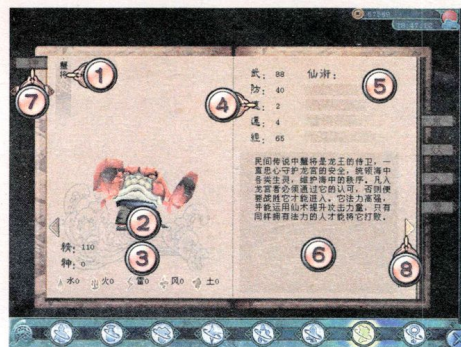 蟹将
①
②
③
④
⑤
⑥
⑦
⑧
武: 88 仙术:
防: 40
2
4
经: 65
精: 110
神: 0
水0 火0 雷0 风0 土0
民间传说中蟹将是龙王的侍卫,一
直忠心守护龙宫的安全,统领海中
各类生灵,维护海中的秩序。凡人
龙宫者必须通过它的认可,否则便
要战胜它才能进入。它法力高强,
并能运用仙术提升攻击力量,只有
同样拥有法力的人才能将它打败。